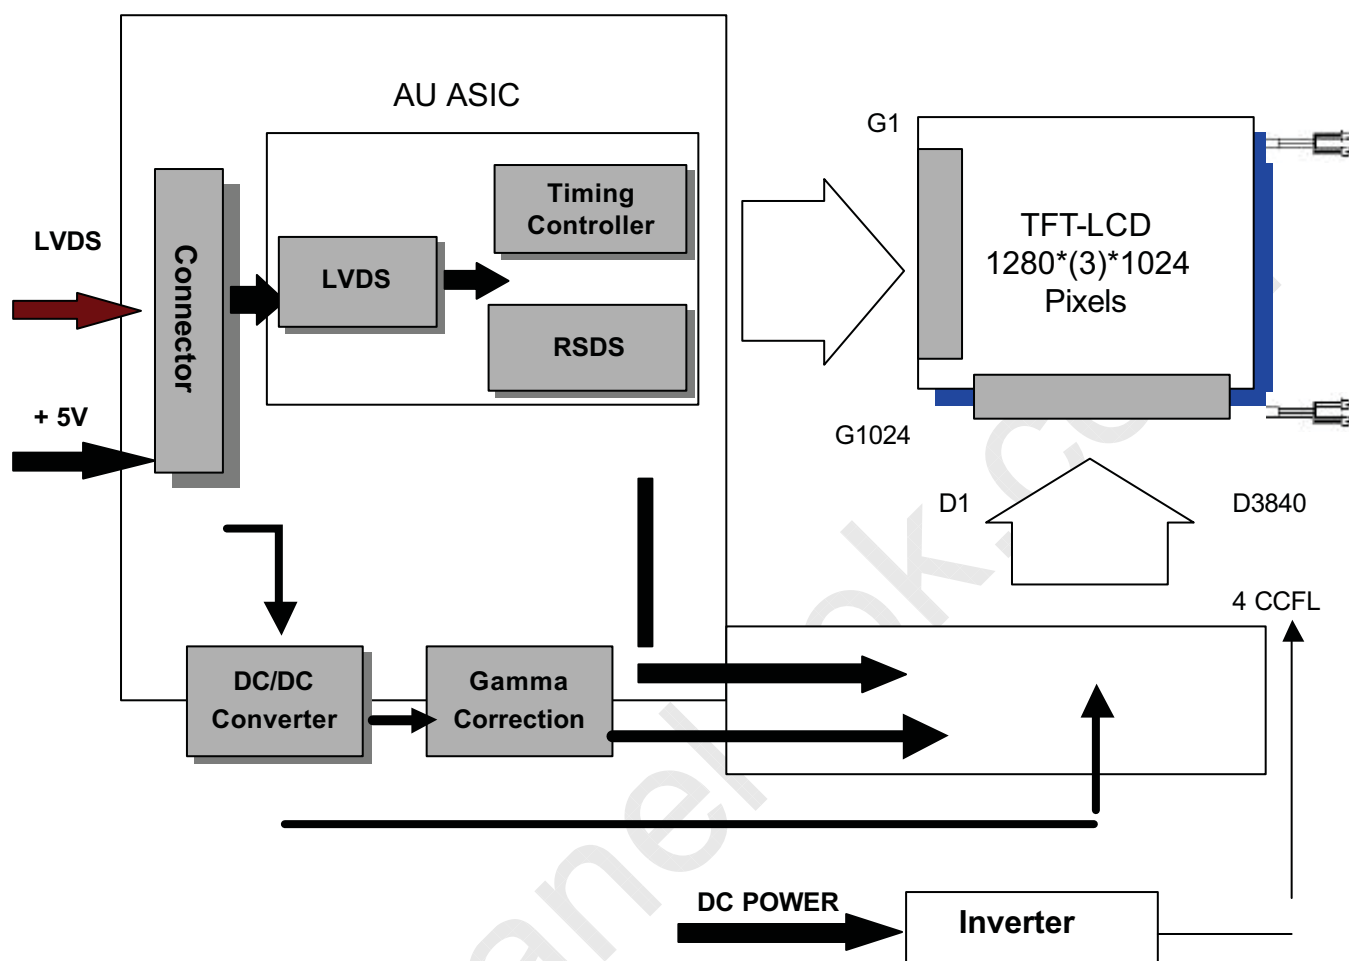 AU ASIC
G1
Timing
Controller
LVDS
Connector
LVDS
TFT-LCD
1280*(3)*1024
Pixels
RSDS
+ 5V
G1024
D1
D3840
4 CCFL
DC/DC
Converter
Gamma
Correction
DC POWER
Inverter